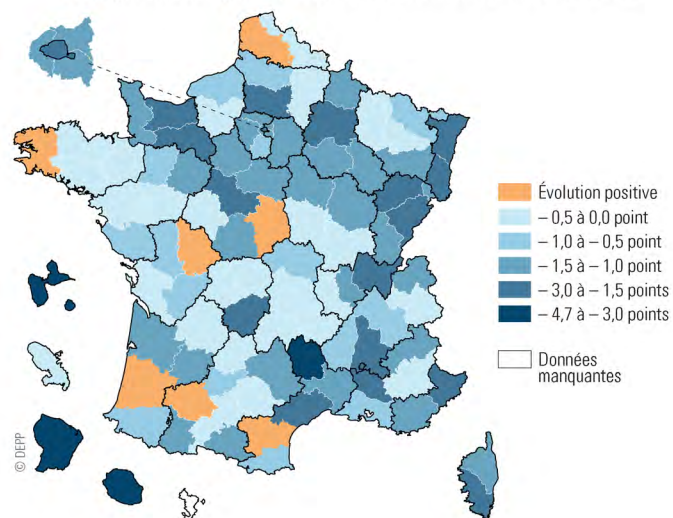 Évolution positive
– 0,5 à 0,0 point
– 1,0 à – 0,5 point
– 1,5 à – 1,0 point
– 3,0 à – 1,5 points
– 4,7 à – 3,0 points
Données
manquantes
© DEPP